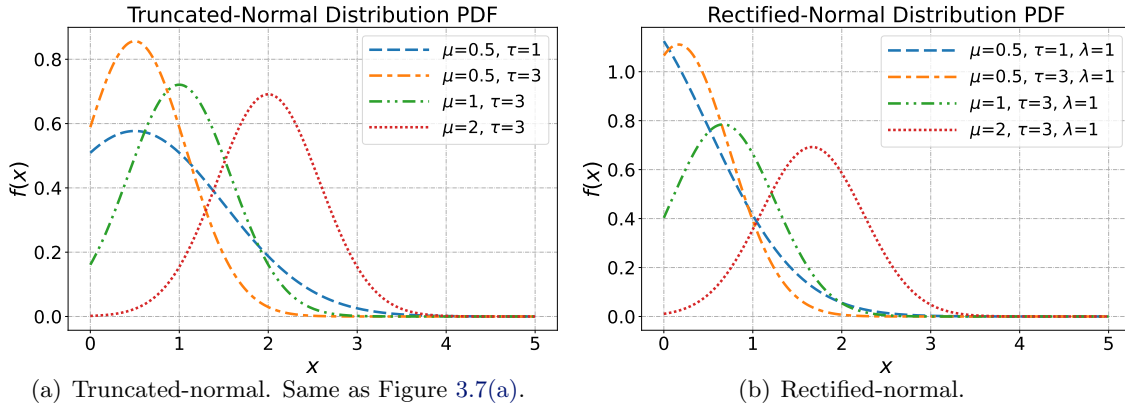 Truncated-Normal Distribution PDF
f(x)
0.8
0.6
0.4
0.2
0.0
μ=0.5, τ=1
μ=0.5, τ=3
μ=1, τ=3
μ=2, τ=3
0 1 2 3 4 5
x
(a) Truncated-normal. Same as Figure 3.7(a).
Rectified-Normal Distribution PDF
f(x)
1.0
0.8
0.6
0.4
0.2
0.0
μ=0.5, τ=1, λ=1
μ=0.5, τ=3, λ=1
μ=1, τ=3, λ=1
μ=2, τ=3, λ=1
0 1 2 3 4 5
x
(b) Rectified-normal.